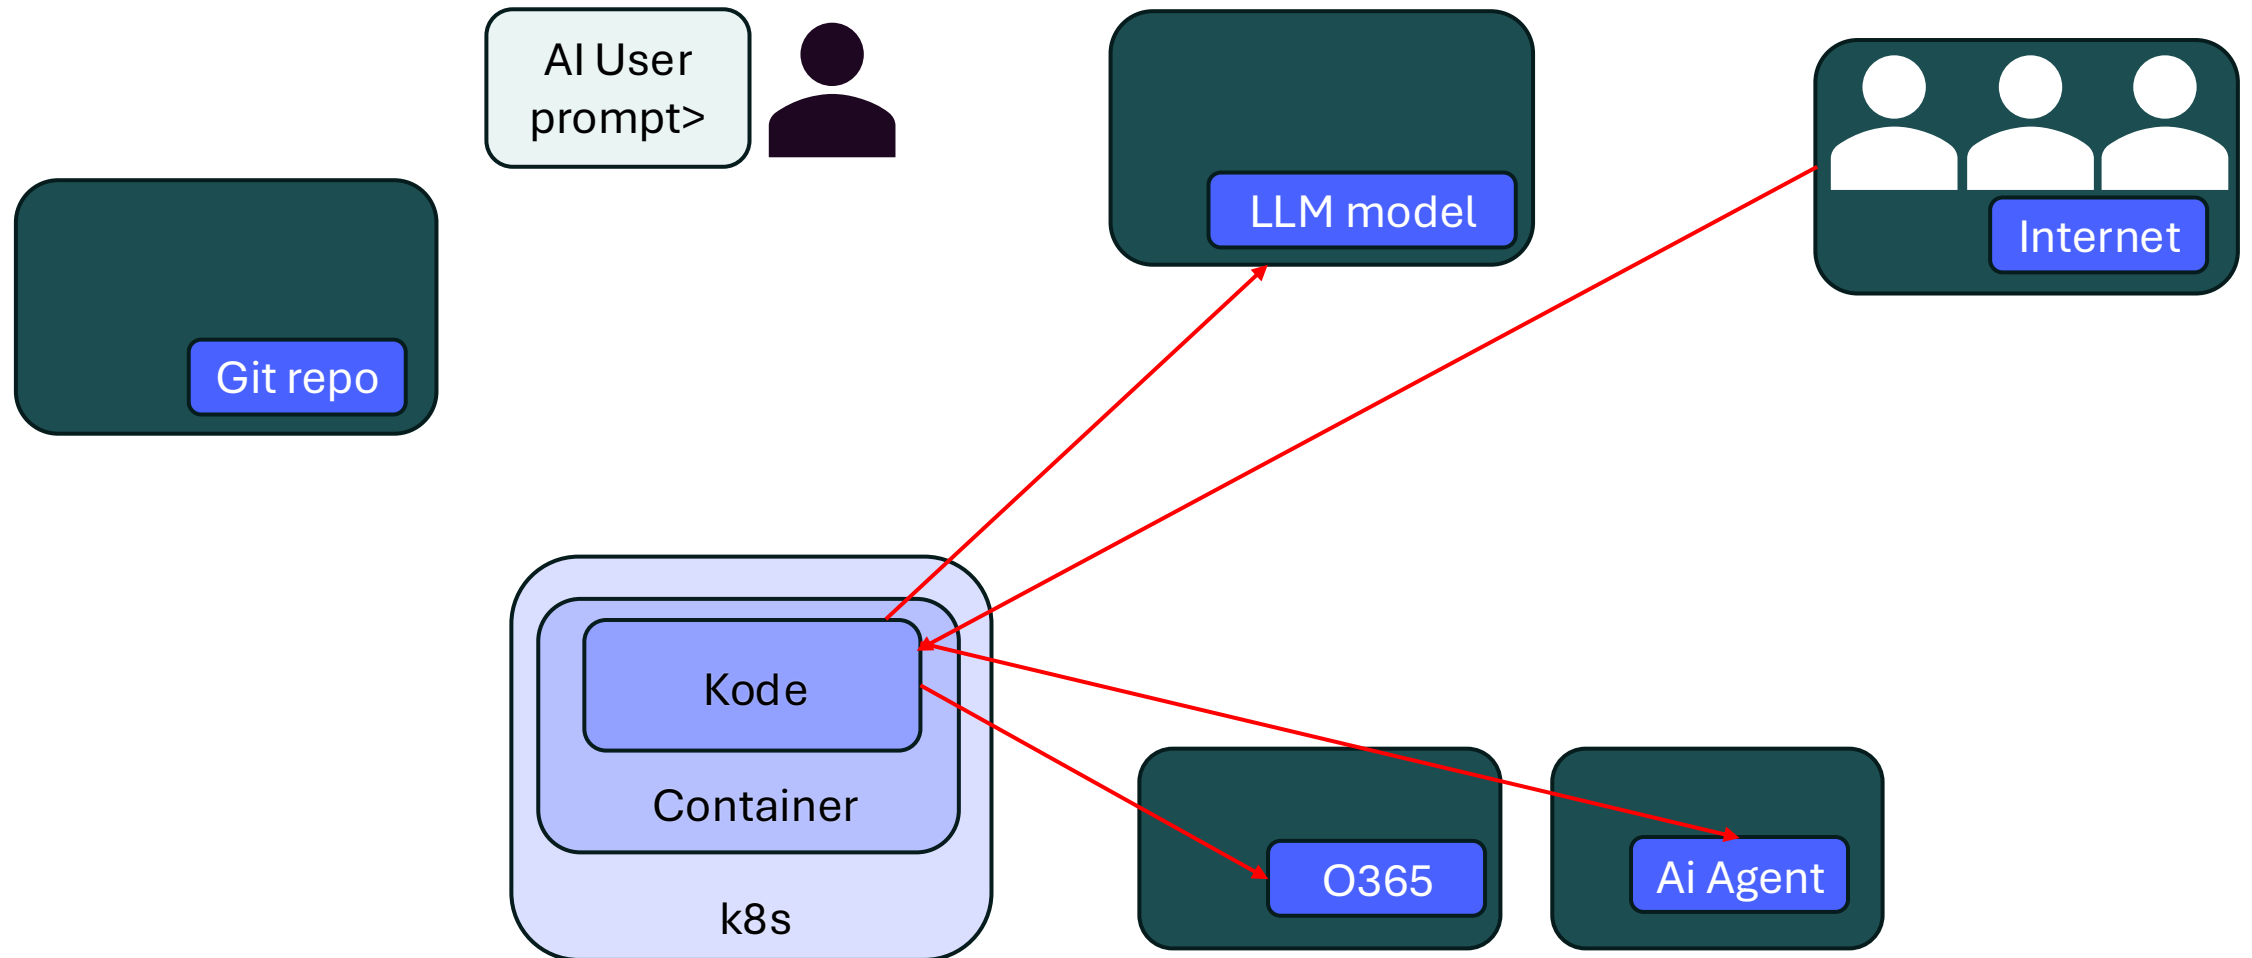 AI User
prompt>
LLM model
Internet
Git repo
Kode
Container
k8s
O365
Ai Agent